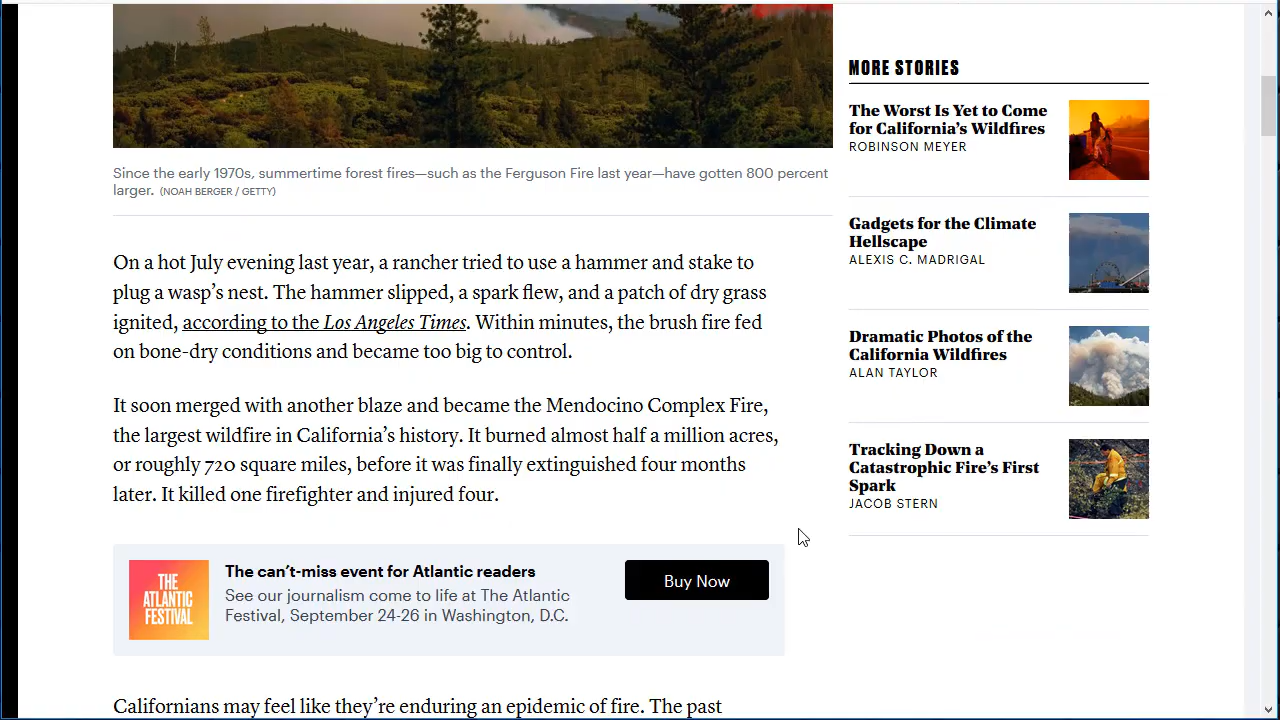 Since the early 1970s, summertime forest fires—such as the Ferguson Fire last year—have gotten 800 percent
larger. (NOAH BERGER / GETTY)
On a hot July evening last year, a rancher tried to use a hammer and stake to
plug a wasp’s nest. The hammer slipped, a spark flew, and a patch of dry grass
ignited, according to the Los Angeles Times. Within minutes, the brush fire fed
on bone-dry conditions and became too big to control.
It soon merged with another blaze and became the Mendocino Complex Fire,
the largest wildfire in California’s history. It burned almost half a million acres,
or roughly 720 square miles, before it was finally extinguished four months
later. It killed one firefighter and injured four.
THE
ATLANTIC
FESTIVAL
The can’t-miss event for Atlantic readers
See our journalism come to life at The Atlantic
Festival, September 24-26 in Washington, D.C.
Buy Now
Californians may feel like they’re enduring an epidemic of fire. The past
MORE STORIES
The Worst Is Yet to Come
for California’s Wildfires
ROBINSON MEYER
Gadgets for the Climate
Hellscape
ALEXIS C. MADRIGAL
Dramatic Photos of the
California Wildfires
ALAN TAYLOR
Tracking Down a
Catastrophic Fire’s First
Spark
JACOB STERN